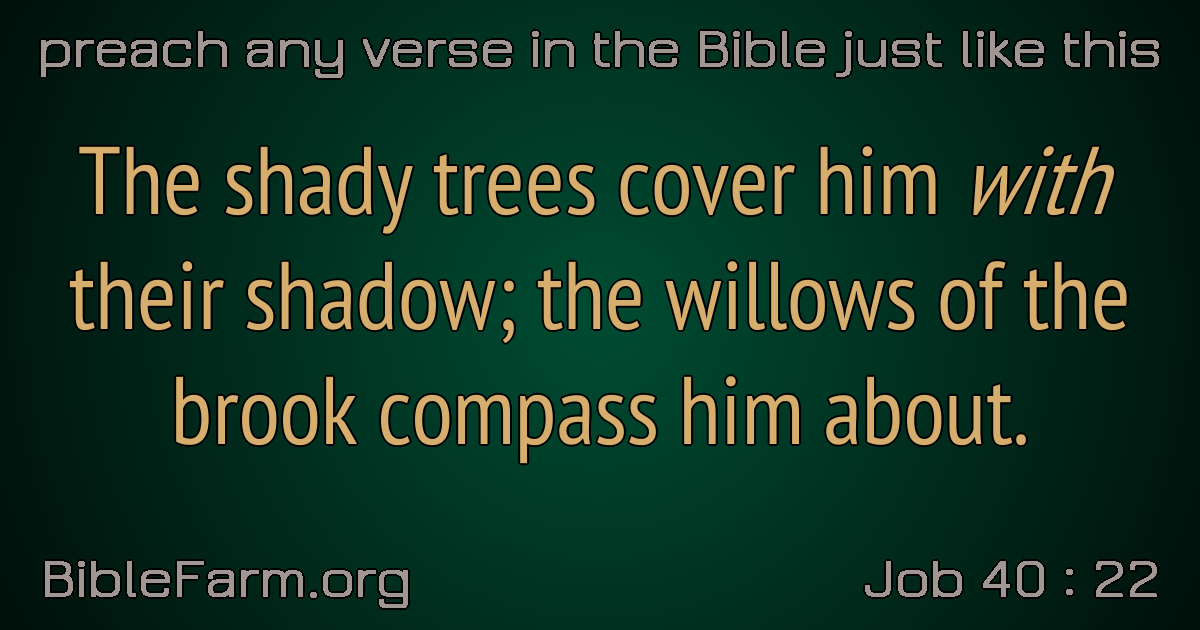 preach any verse in the Bible just like this
The shady trees cover him with
their shadow; the willows of the
brook compass him about.
BibleFarm.org
Job 40 : 22